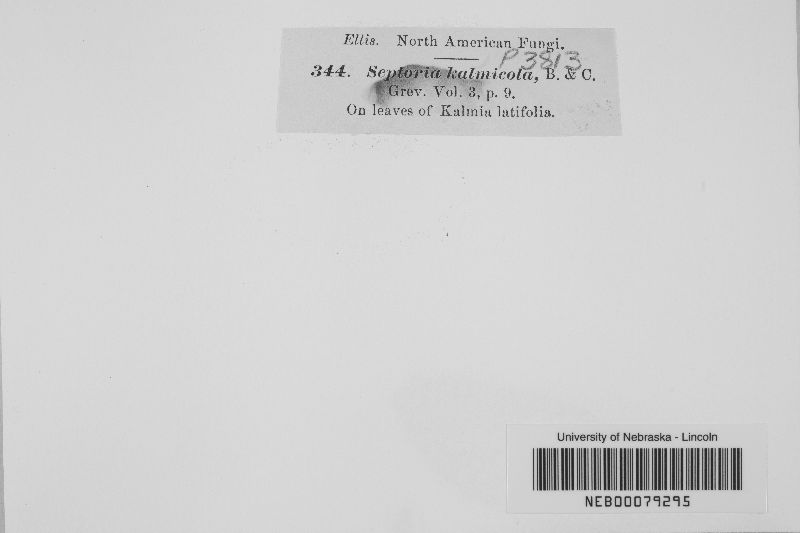 Ellis. North American Fungi.
P3813
344. Septoria kalmicola, B. & C.
Grev. Vol. 3, p. 9.
On leaves of Kalmia latifolia.
University of Nebraska - Lincoln
NEB00079295